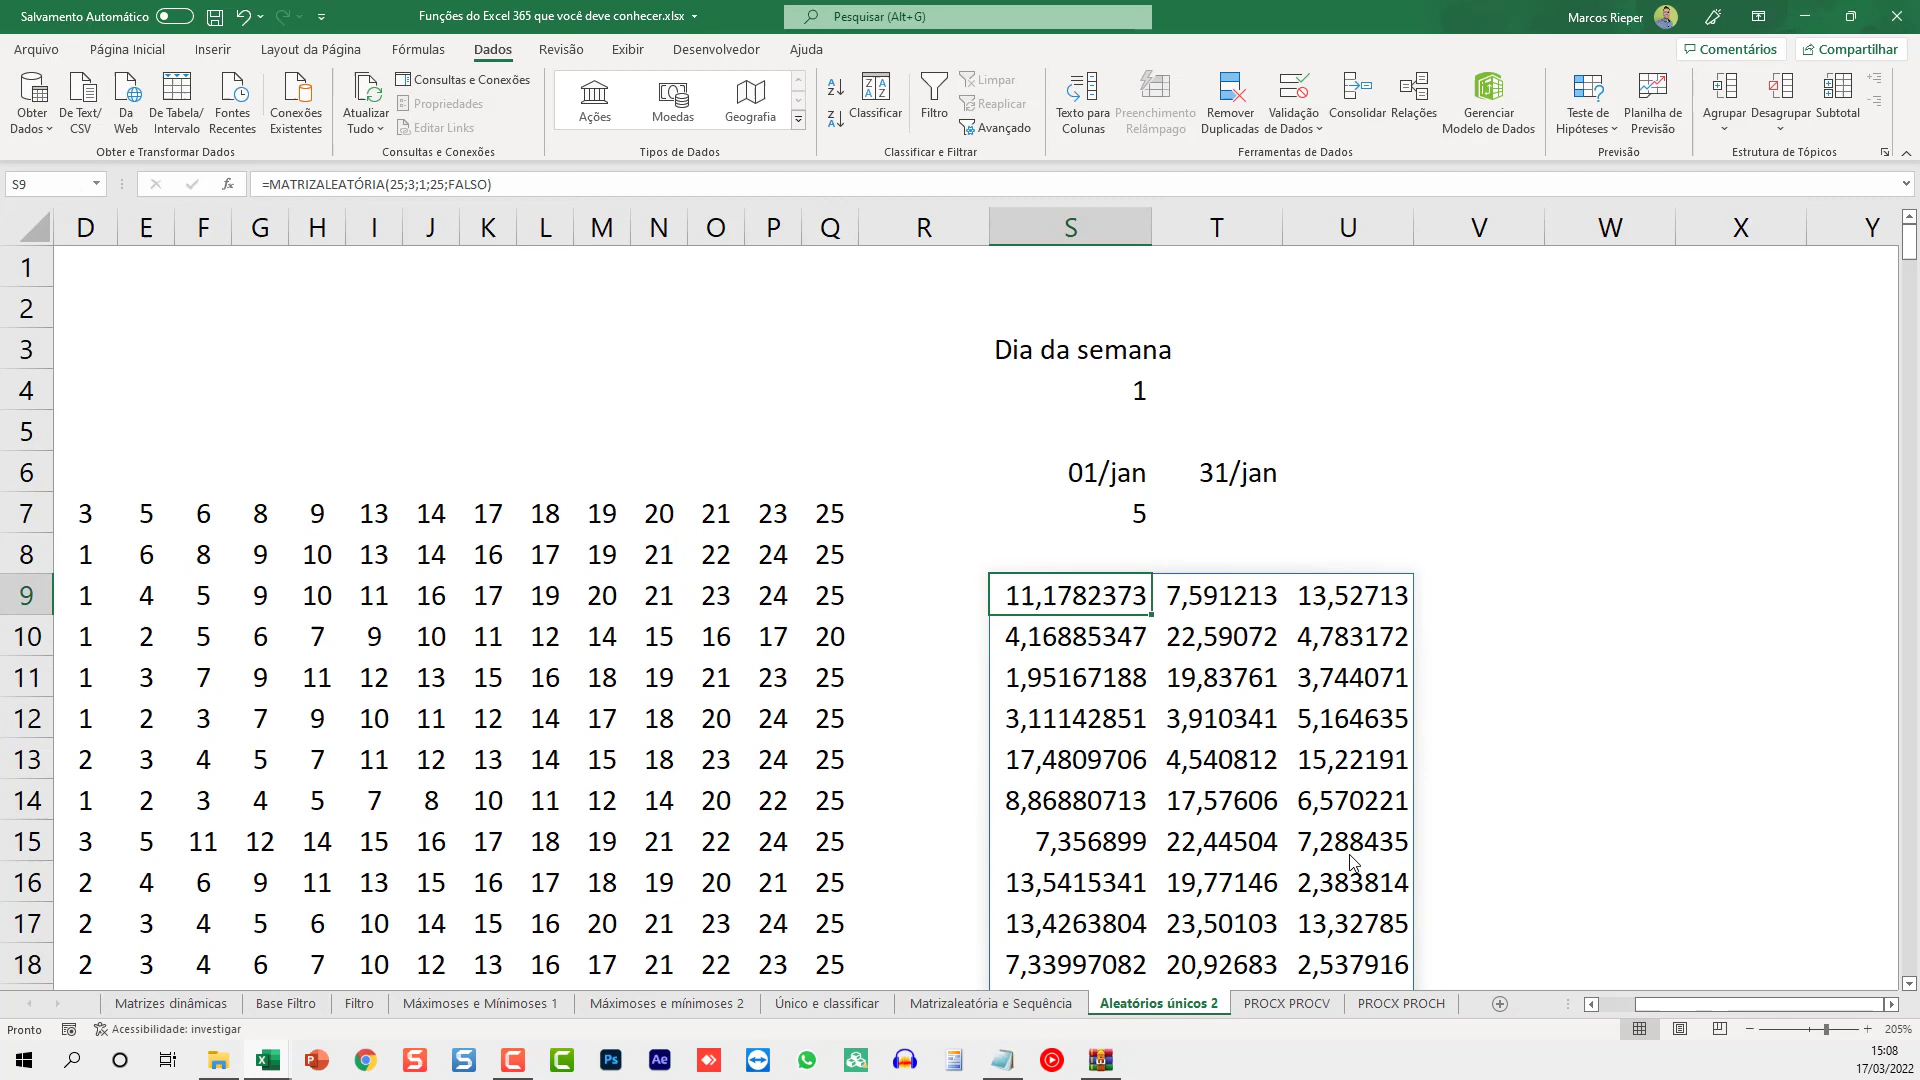 Salvamento Automático
Funções do Excel 365 que você deve conhecer.xlsx
Pesquisar (Alt+G)
Marcos Rieper
Arquivo Página Inicial Inserir Layout da Página Fórmulas Dados Revisão Exibir Desenvolvedor Ajuda
Comentários Compartilhar
Obter Dados
De Text/ CSV
Da Web
De Tabela/ Intervalo
Fontes Recentes
Conexões Existentes
Obter e Transformar Dados
Atualizar Tudo
Consultas e Conexões
Propriedades
Editar Links
Consultas e Conexões
Ações Moedas Geografia
Tipos de Dados
Classificar
Filtro
Limpar
Reaplicar
Avançado
Classificar e Filtrar
Texto para Colunas
Preenchimento Relâmpago
Remover Duplicadas
Validação de Dados
Consolidar
Relações
Gerenciar Modelo de Dados
Ferramentas de Dados
Teste de Hipóteses
Planilha de Previsão
Previsão
Agrupar Desagrupar Subtotal
Estrutura de Tópicos
S9 fx =MATRIZALEATÓRIA(25;3;1;25;FALSO)
D E F G H I J K L M N O P Q R S T U V W X Y
1
2
3 Dia da semana
4 1
5
6 01/jan 31/jan
7 3 5 6 8 9 13 14 17 18 19 20 21 23 25 5
8 1 6 8 9 10 13 14 16 17 19 21 22 24 25
9 1 4 5 9 10 11 16 17 19 20 21 23 24 25 11,1782373 7,591213 13,52713
10 1 2 5 6 7 9 10 11 12 14 15 16 17 20 4,16885347 22,59072 4,783172
11 1 3 7 9 11 12 13 15 16 18 19 21 23 25 1,95167188 19,83761 3,744071
12 1 2 3 7 9 10 11 12 14 17 18 20 24 25 3,11142851 3,910341 5,164635
13 2 3 4 5 7 11 12 13 14 15 18 23 24 25 17,4809706 4,540812 15,22191
14 1 2 3 4 5 7 8 10 11 12 14 20 22 25 8,86880713 17,57606 6,570221
15 3 5 11 12 14 15 16 17 18 19 21 22 24 25 7,356899 22,44504 7,288435
16 2 4 6 9 11 13 15 16 17 18 19 20 21 25 13,5415341 19,77146 2,383814
17 2 3 4 5 6 10 14 15 16 20 21 23 24 25 13,4263804 23,50103 13,32785
18 2 3 4 6 7 10 12 13 16 17 21 22 23 25 7,33997082 20,92683 2,537916
Matrizes dinâmicas Base Filtro Filtro Máximoses e Mínimoses 1 Máximoses e mínimoses 2 Único e classificar Matrizaleatória e Sequência Aleatórios únicos 2 PROCX PROCV PROCX PROCH
Pronto Acessibilidade: investigar 205%
15:08
17/03/2022